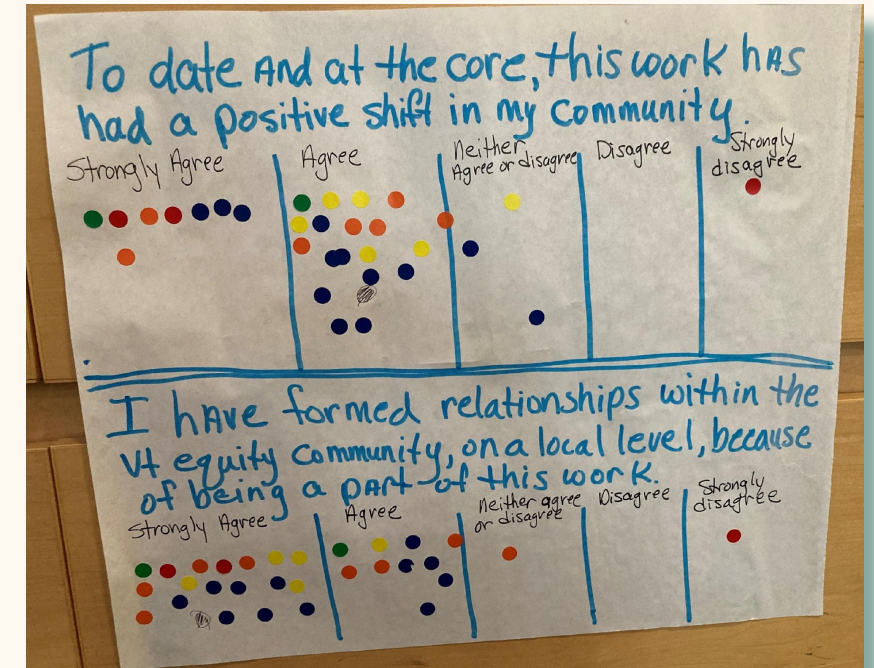 To date And at the core, this work has
had a positive shift in my community.
Strongly Agree
Agree
Neither
Agree or disagree
Disagree
Strongly
disagree
I have formed relationships within the
Vt equity community, on a local level, because
of being a part of this work.
Strongly Agree
Agree
Neither agree
or disagree
Disagree
Strongly
disagree